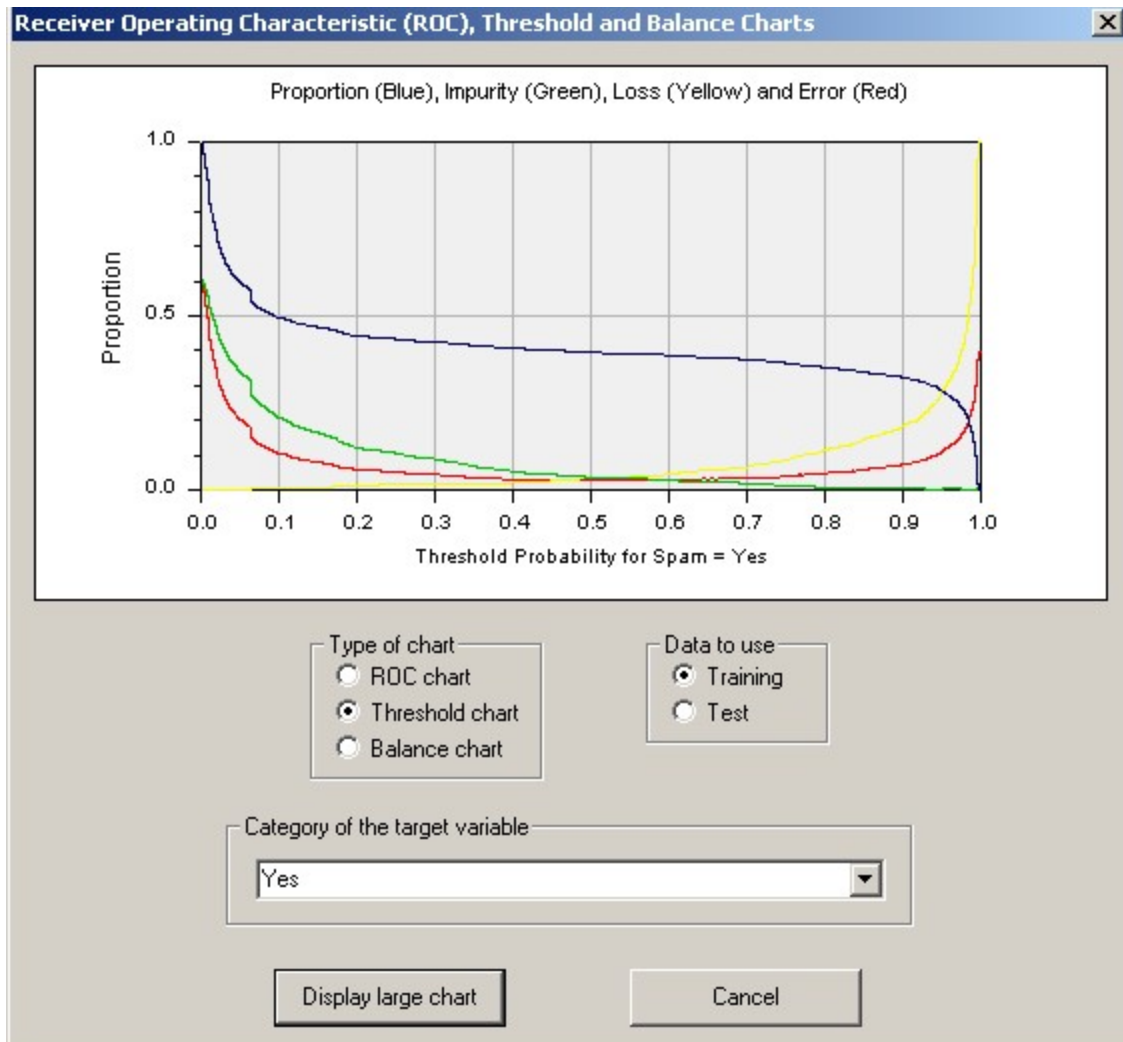 Receiver Operating Characteristic (ROC), Threshold and Balance Charts
Proportion (Blue), Impurity (Green), Loss (Yellow) and Error (Red)
1.0
0.5
0.0
Proportion
0.0 0.1 0.2 0.3 0.4 0.5 0.6 0.7 0.8 0.9 1.0
Threshold Probability for Spam = Yes
Type of chart
ROC chart
Threshold chart
Balance chart
Data to use
Training
Test
Category of the target variable
Yes
Display large chart
Cancel